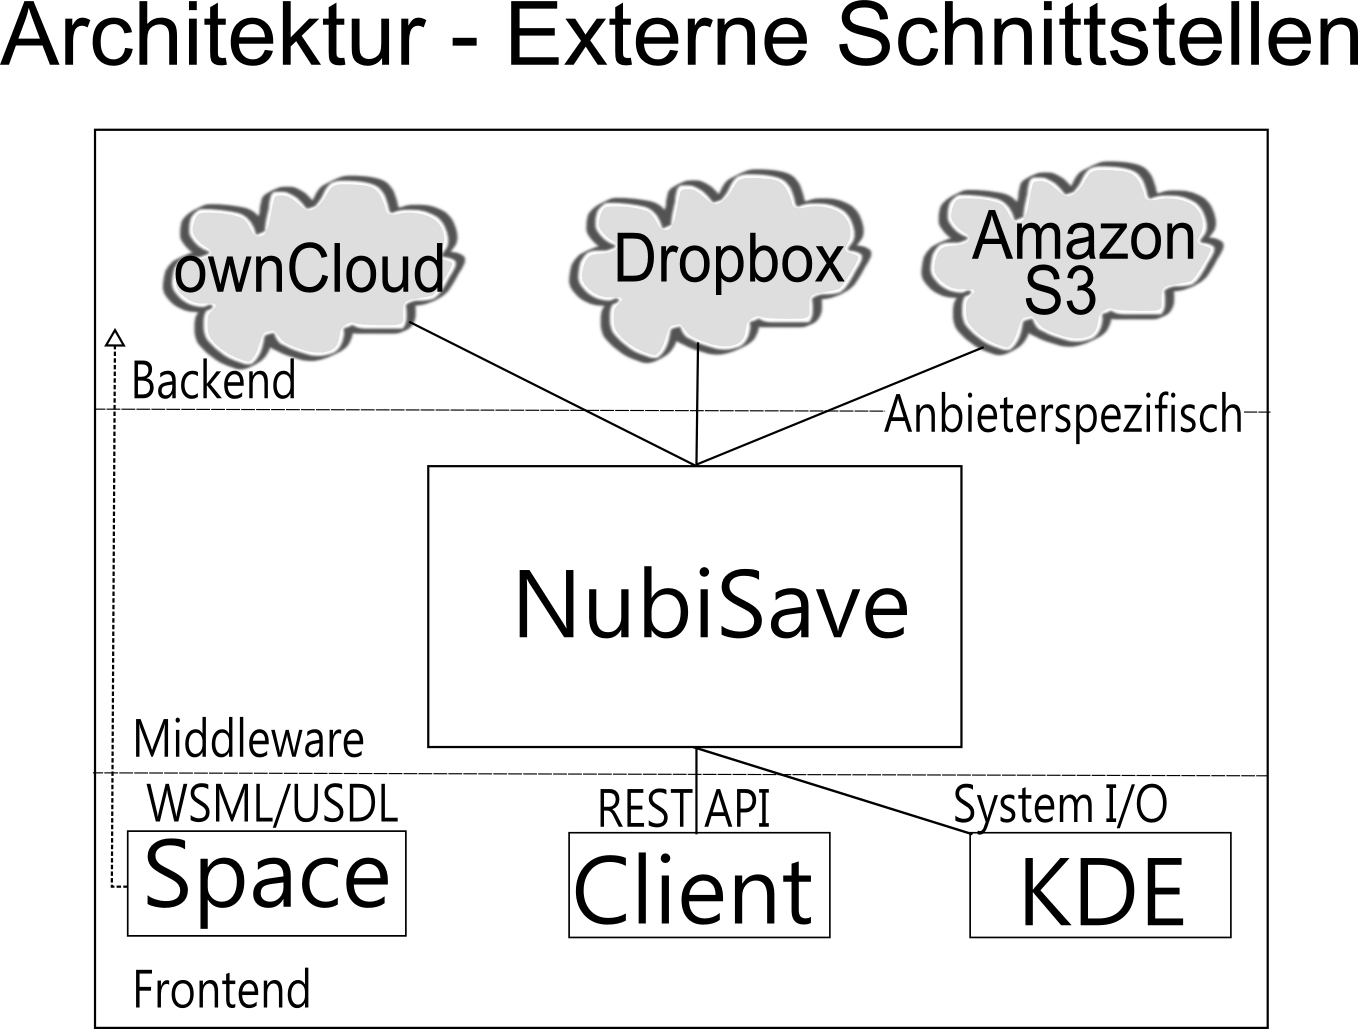 Architektur - Externe Schnittstellen
ownCloud
Dropbox
Amazon
S3
Backend
Anbieterspezifisch
NubiSave
Middleware
WSML/USDL
REST API
System I/O
Space
Client
KDE
Frontend